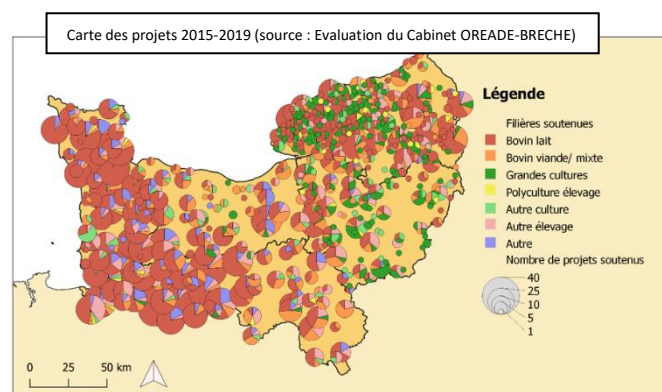 Carte des projets 2015-2019 (source : Evaluation du Cabinet OREADE-BRECHE)
Légende
Filières soutenues
Bovin lait
Bovin viande/ mixte
Grandes cultures
Polyculture élevage
Autre culture
Autre élevage
Autre
Nombre de projets soutenus
40
25
10
5
1
0 25 50 km